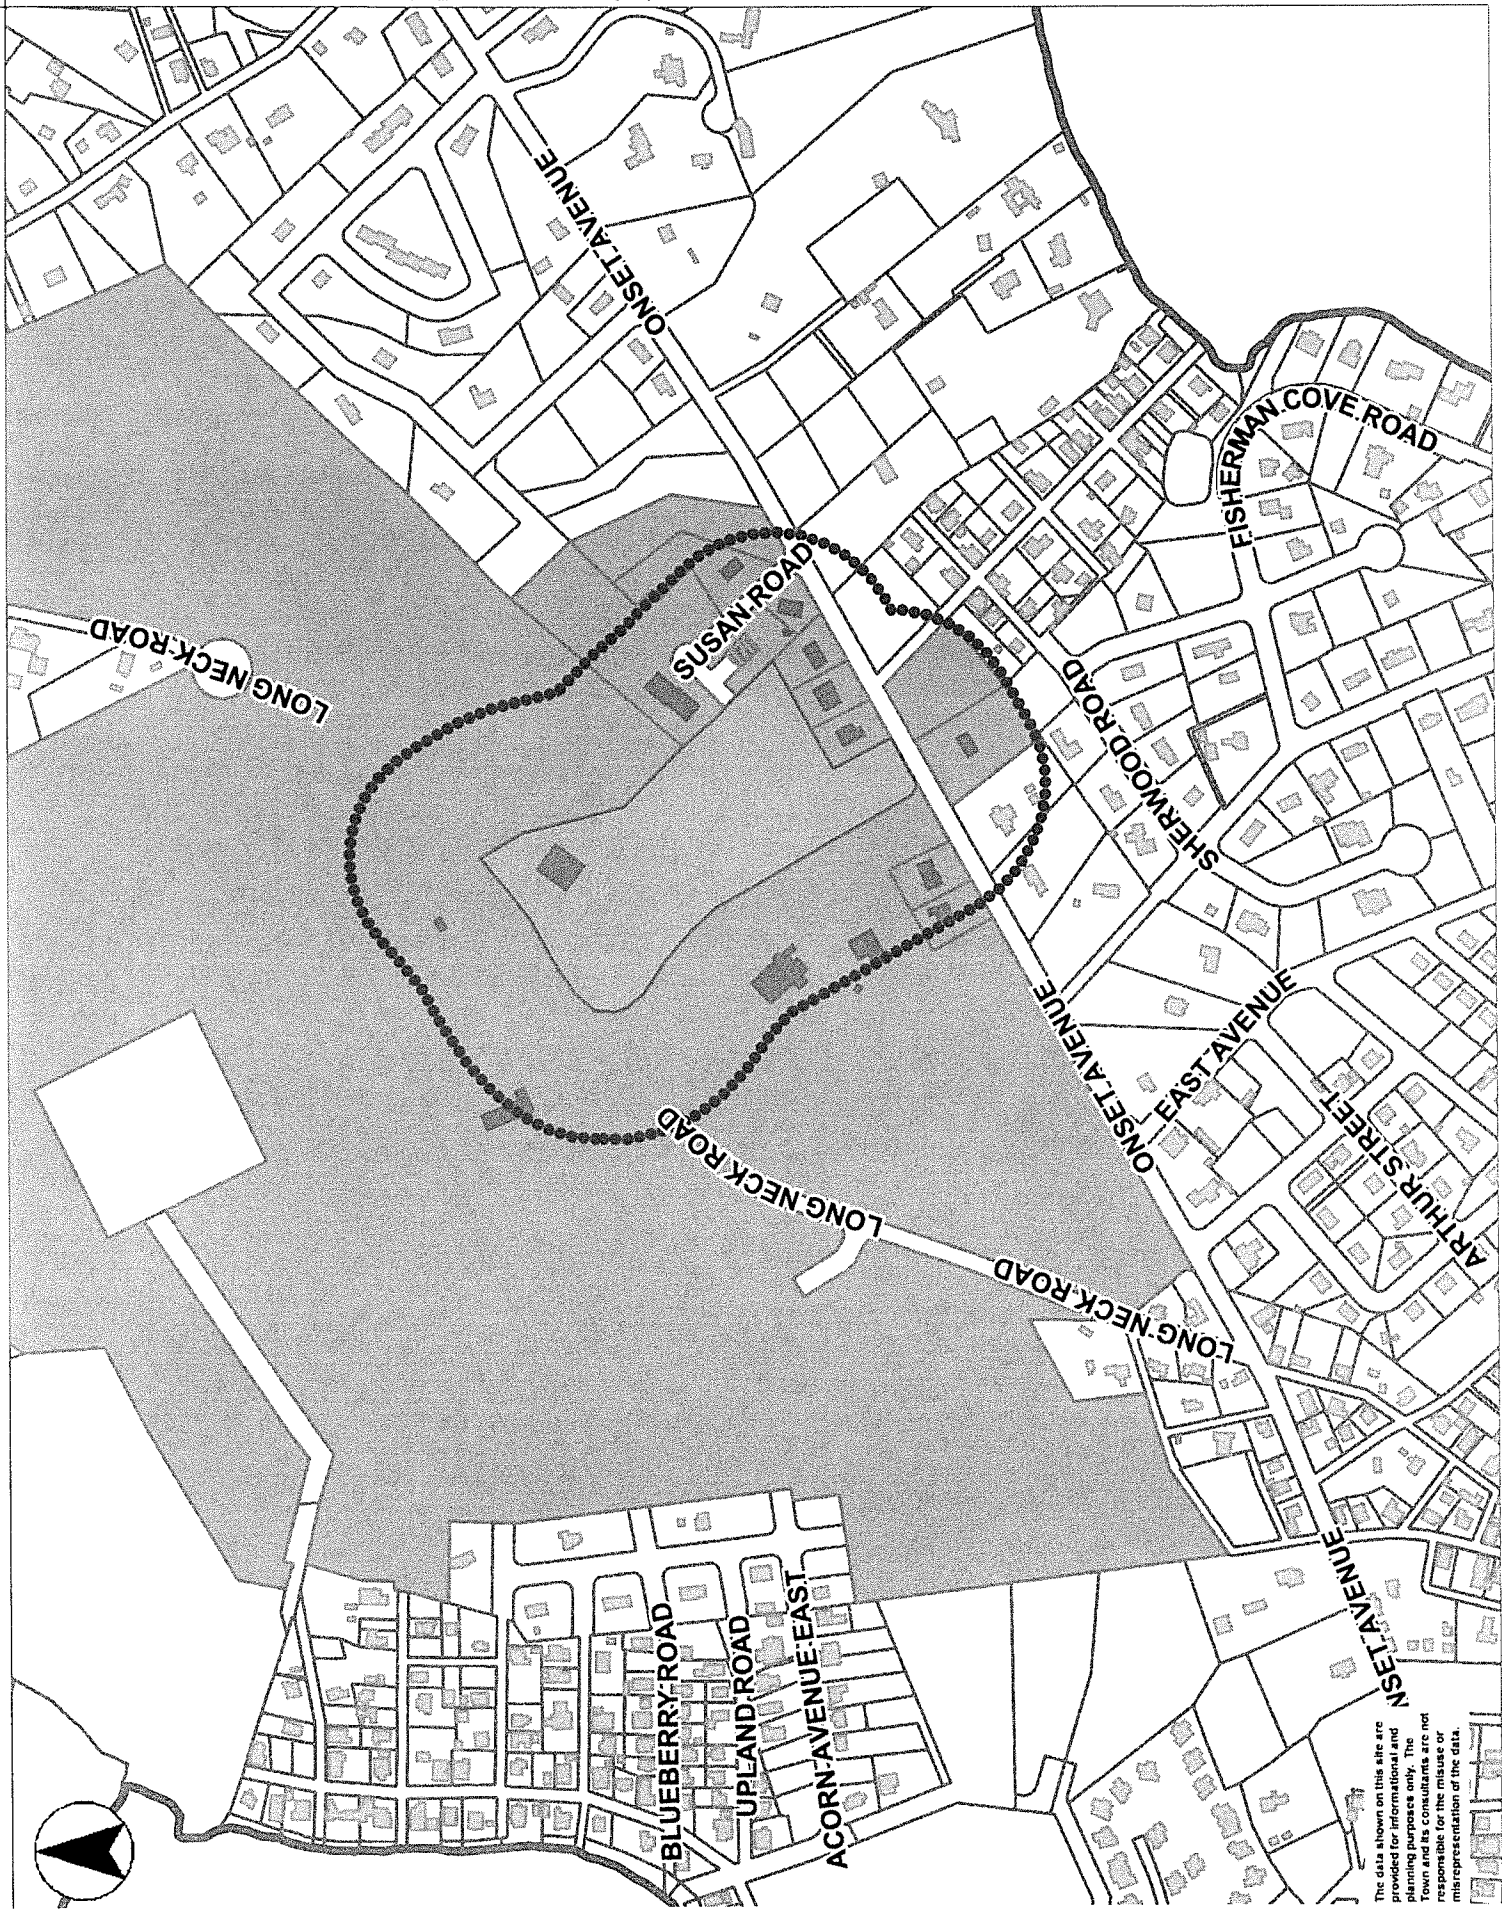 LONG NECK ROAD
ONSET AVENUE
SUSAN ROAD
FISHERMAN COVE ROAD
SHERWOOD ROAD
LONG NECK ROAD
ONSET AVENUE
EAST AVENUE
ARTHUR STREET
LONG NECK ROAD
BLUEBERRY ROAD
UPLAND ROAD
ACORN AVENUE EAST
NSET AVENUE
The data shown on this site are
provided for informational and
planning purposes only. The
Town and its consultants are not
responsible for the misuse or
misrepresentation of the data.